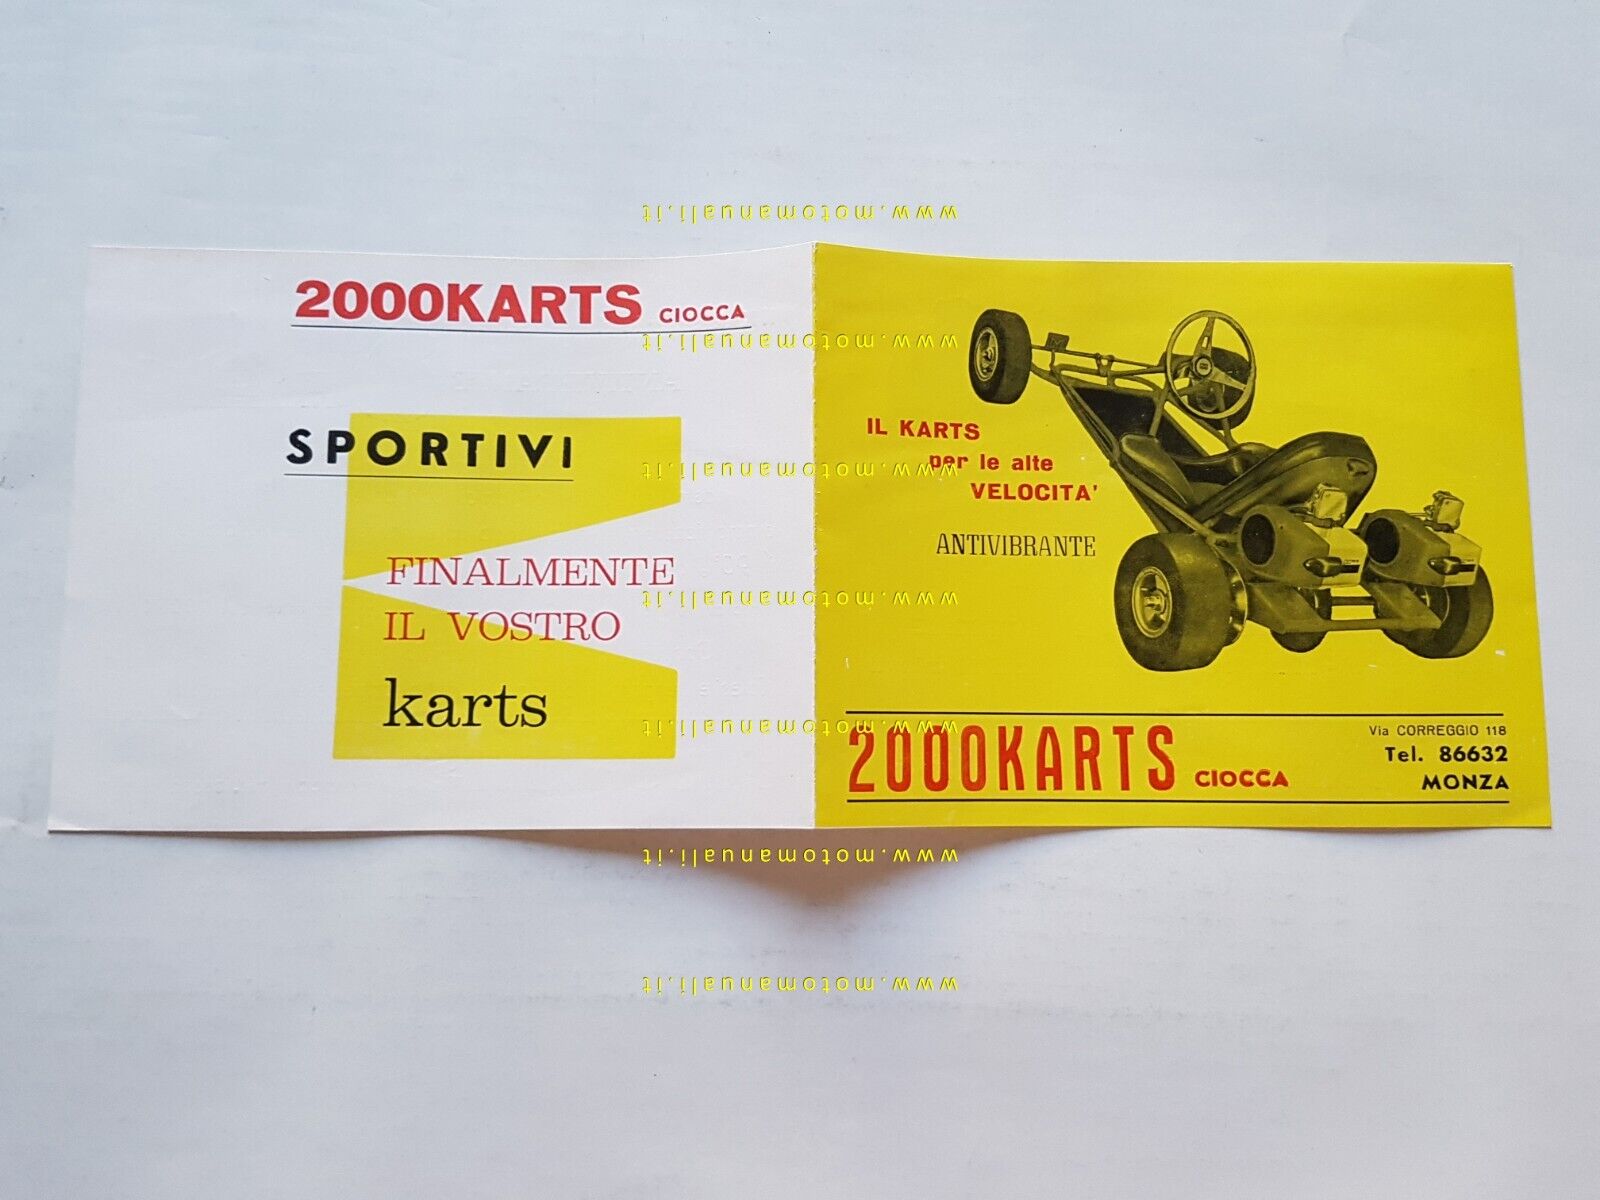 www.motomanuali.it
2000KARTS CIOCCA
SPORTIVI
FINALMENTE
IL VOSTRO
karts
IL KARTS
per le alte
VELOCITA'
ANTIVIBRANTE
2000KARTS CIOCCA
Via CORREGGIO 118
Tel. 86632
MONZA
www.motomanuali.it
www.motomanuali.it
www.motomanuali.it
www.motomanuali.it
www.motomanuali.it
www.motomanuali.it